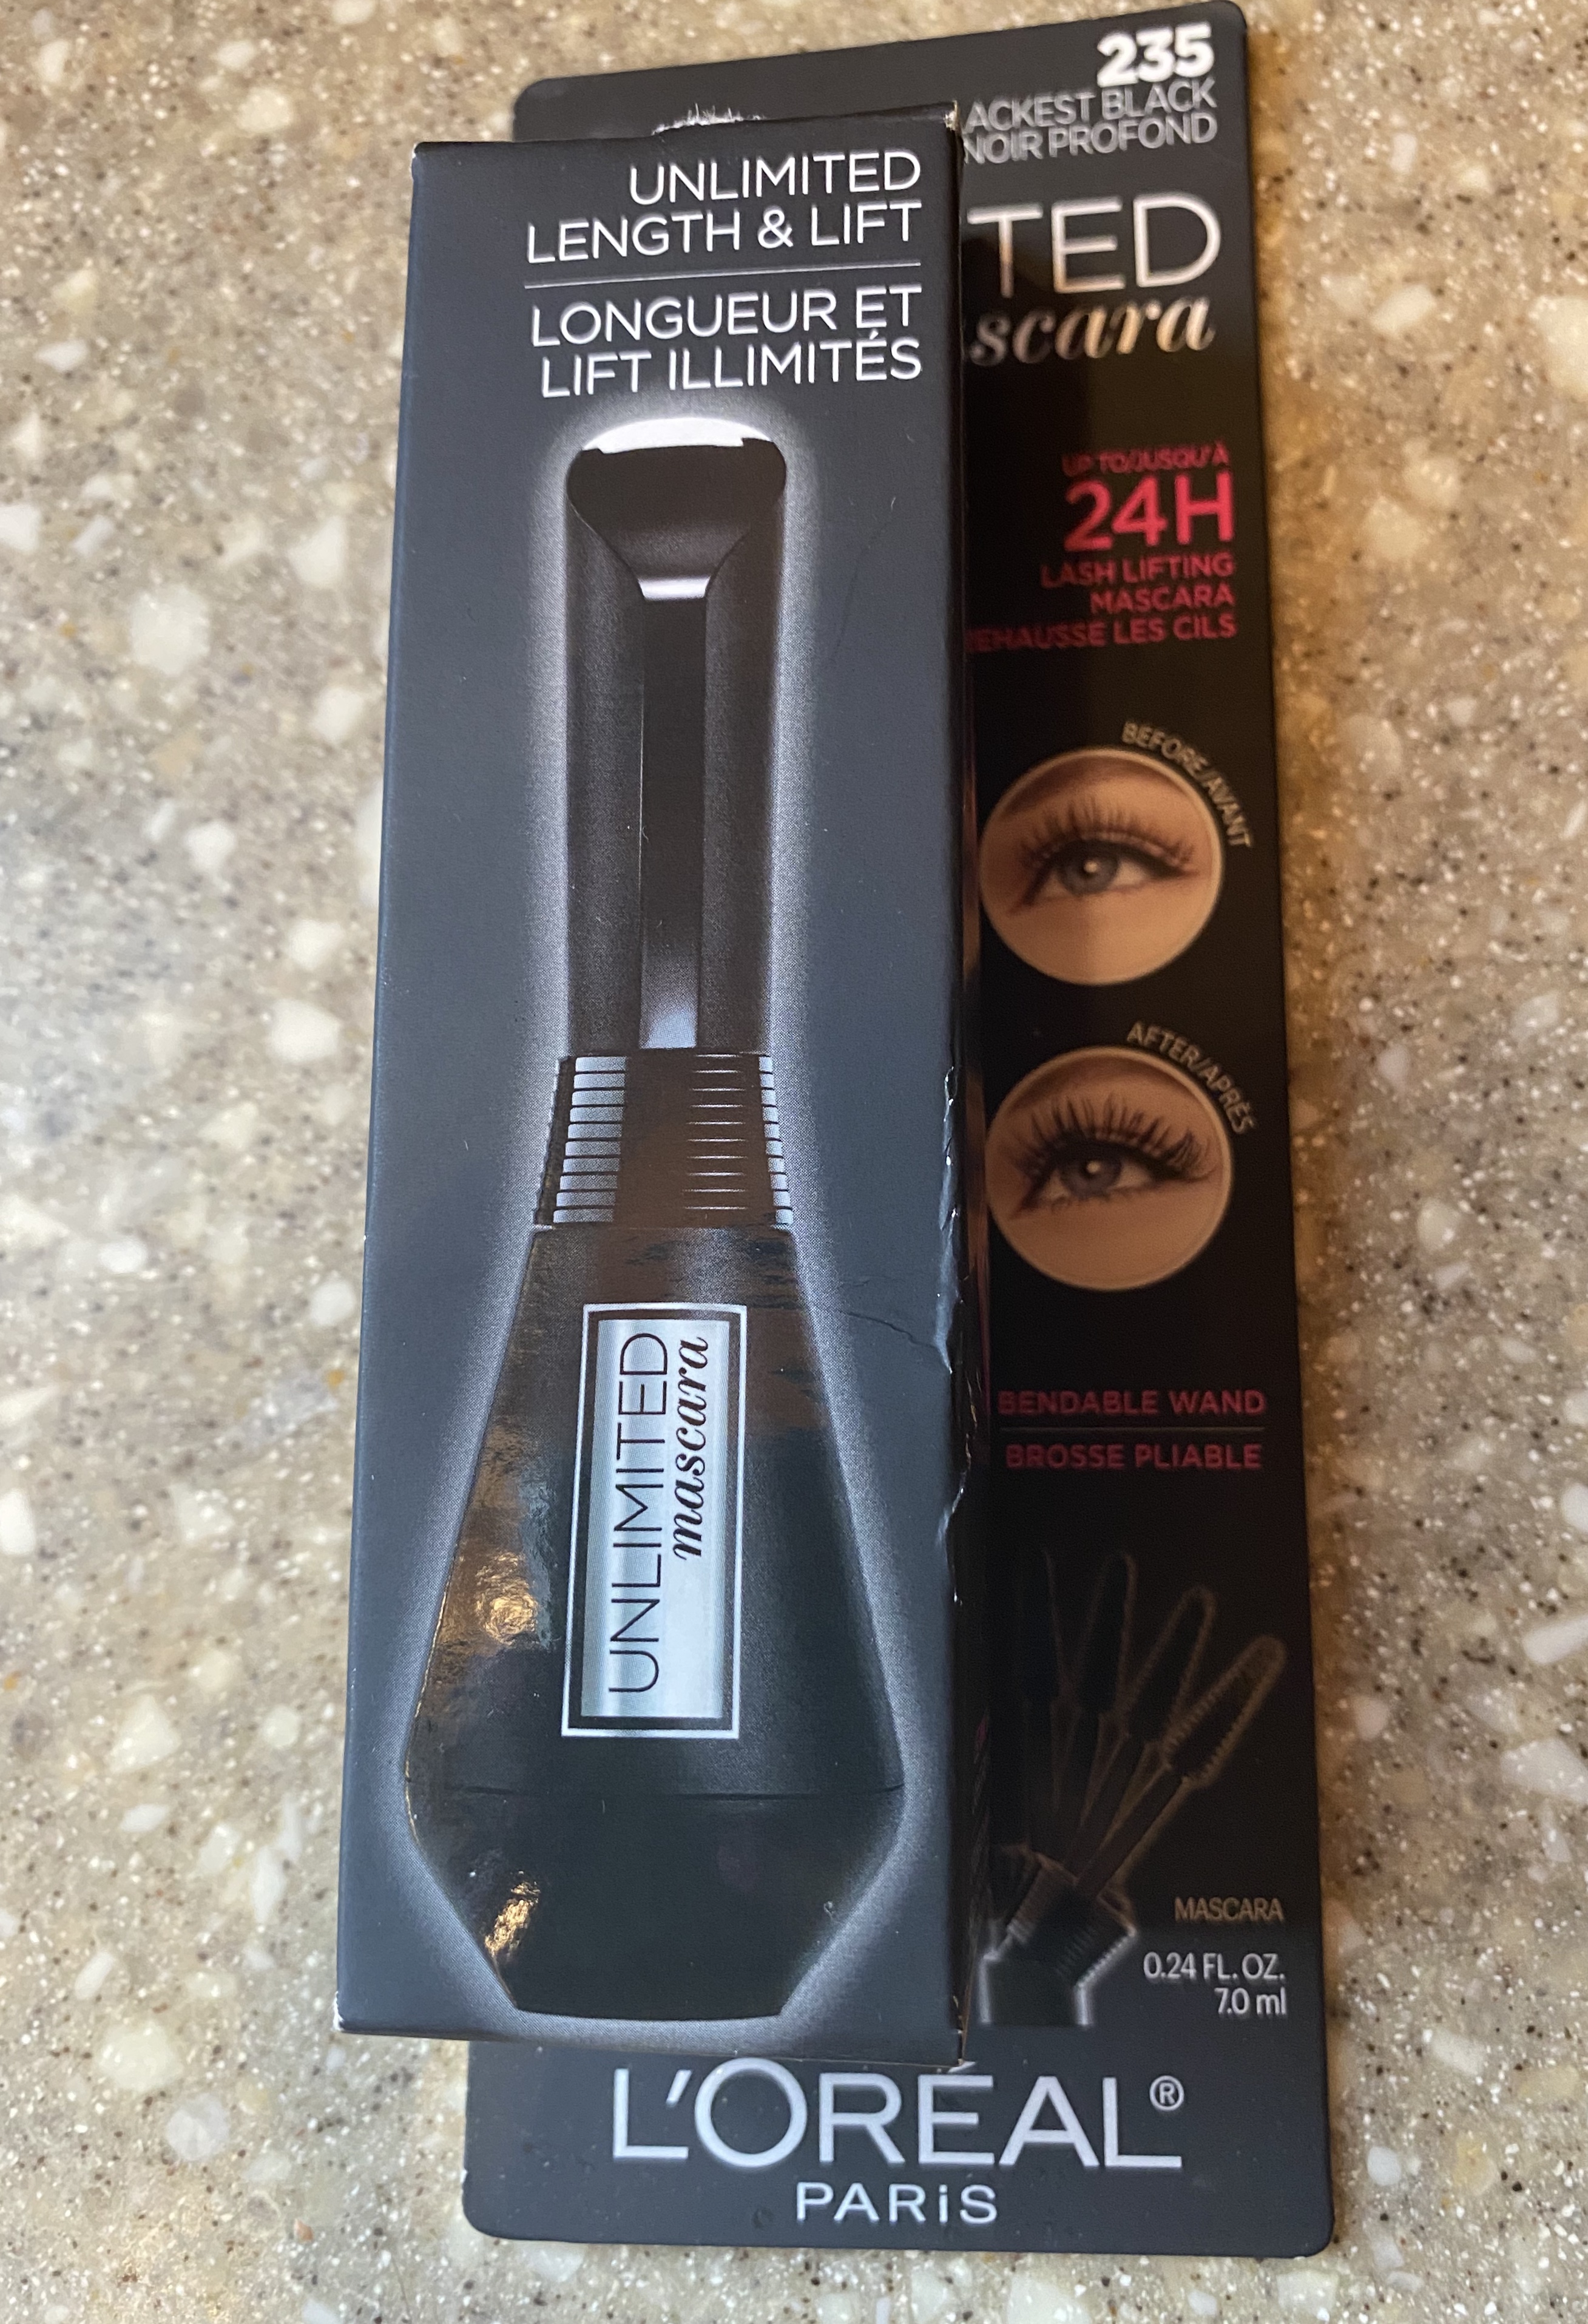 235
ACKEST BLACK
NOIR PROFOND
UNLIMITED
LENGTH & LIFT
LONGUEUR ET
LIFT ILLIMITÉS
TED
scara
UP TO/JUSQU'À
24H
LASH LIFTING
MASCARA
REHAUSSE LES CILS
BEFORE/AVANT
AFTER/APRÈS
UNLIMITED
mascara
BENDABLE WAND
BROSSE PLIABLE
MASCARA
0.24 FL. OZ.
7.0 ml
L'ORÉAL®
PARiS